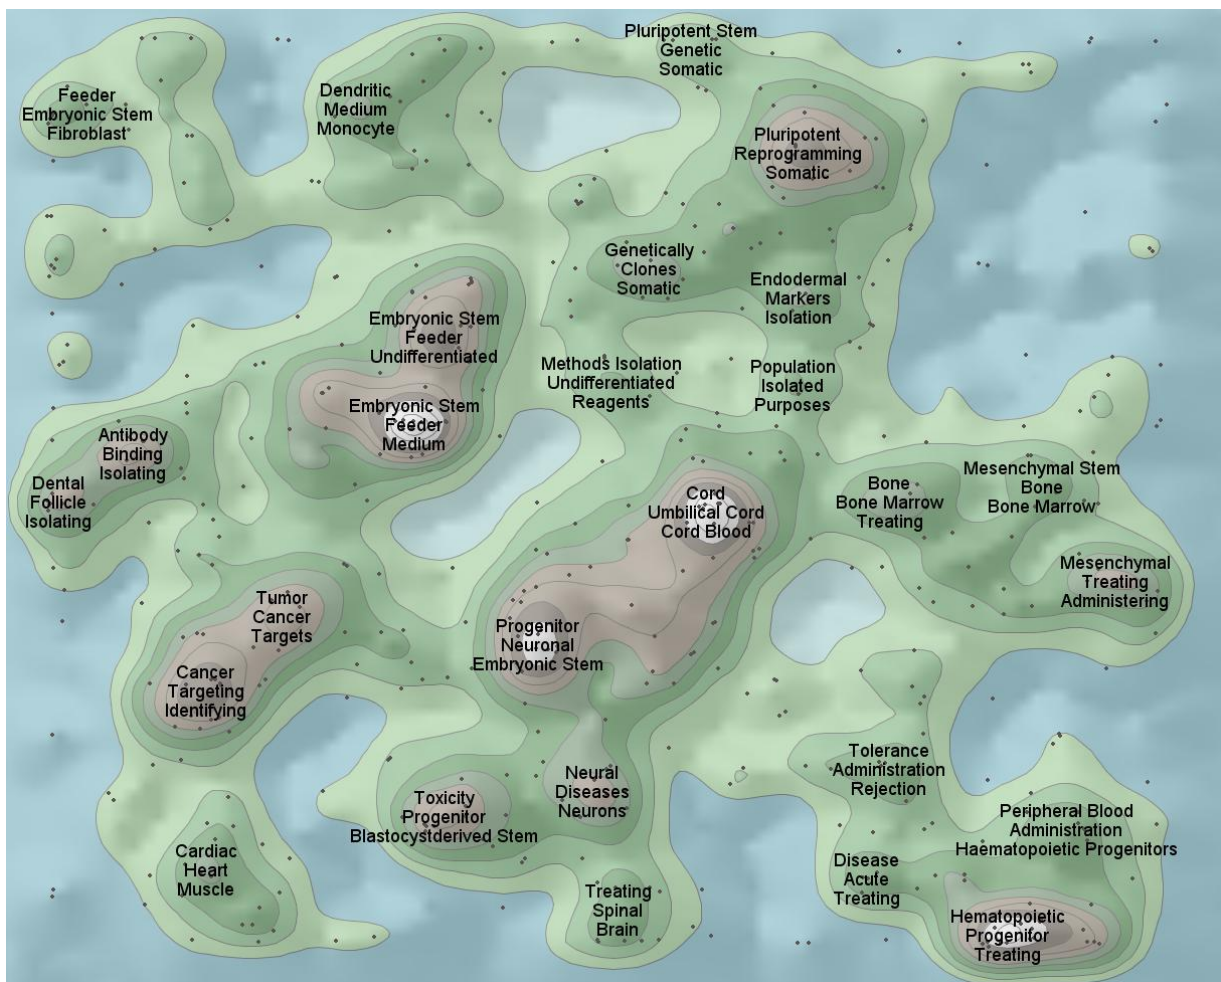 Pluripotent Stem
Genetic
Somatic
Feeder
Embryonic Stem
Fibroblast
Dendritic
Medium
Monocyte
Pluripotent
Reprogramming
Somatic
Genetically
Clones
Somatic
Endodermal
Markers
Isolation
Embryonic Stem
Feeder
Undifferentiated
Methods Isolation
Undifferentiated
Reagents
Population
Isolated
Purposes
Embryonic Stem
Feeder
Medium
Antibody
Binding
Isolating
Dental
Follicle
Isolating
Cord
Umbilical Cord
Cord Blood
Bone
Bone Marrow
Treating
Mesenchymal Stem
Bone
Bone Marrow
Mesenchymal
Treating
Administering
Tumor
Cancer
Targets
Progenitor
Neuronal
Embryonic Stem
Cancer
Targeting
Identifying
Tolerance
Administration
Rejection
Neural
Diseases
Neurons
Toxicity
Progenitor
Blastocystderived Stem
Peripheral Blood
Administration
Haematopoietic Progenitors
Cardiac
Heart
Muscle
Disease
Acute
Treating
Treating
Spinal
Brain
Hematopoietic
Progenitor
Treating